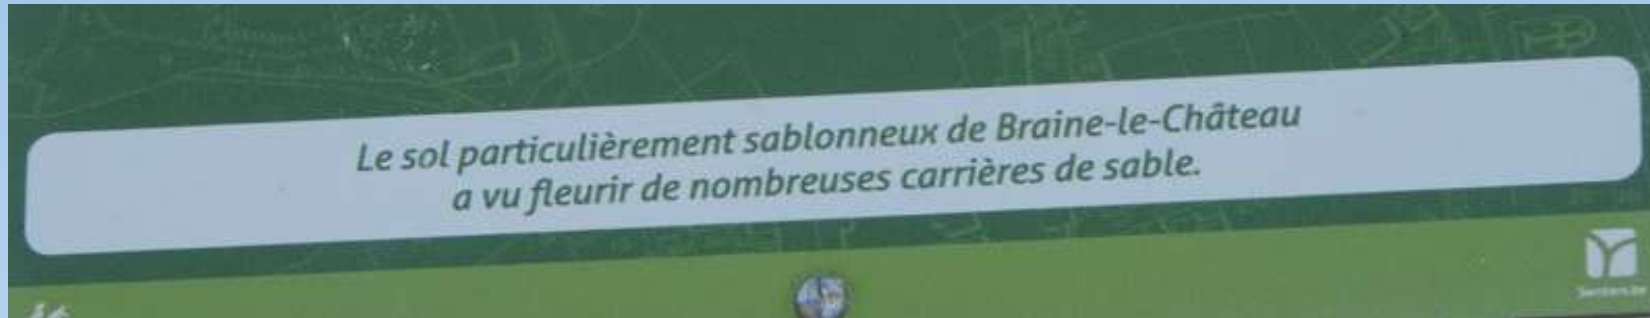 Le sol particulièrement sablonneux de Braine-le-Château
a vu fleurir de nombreuses carrières de sable.